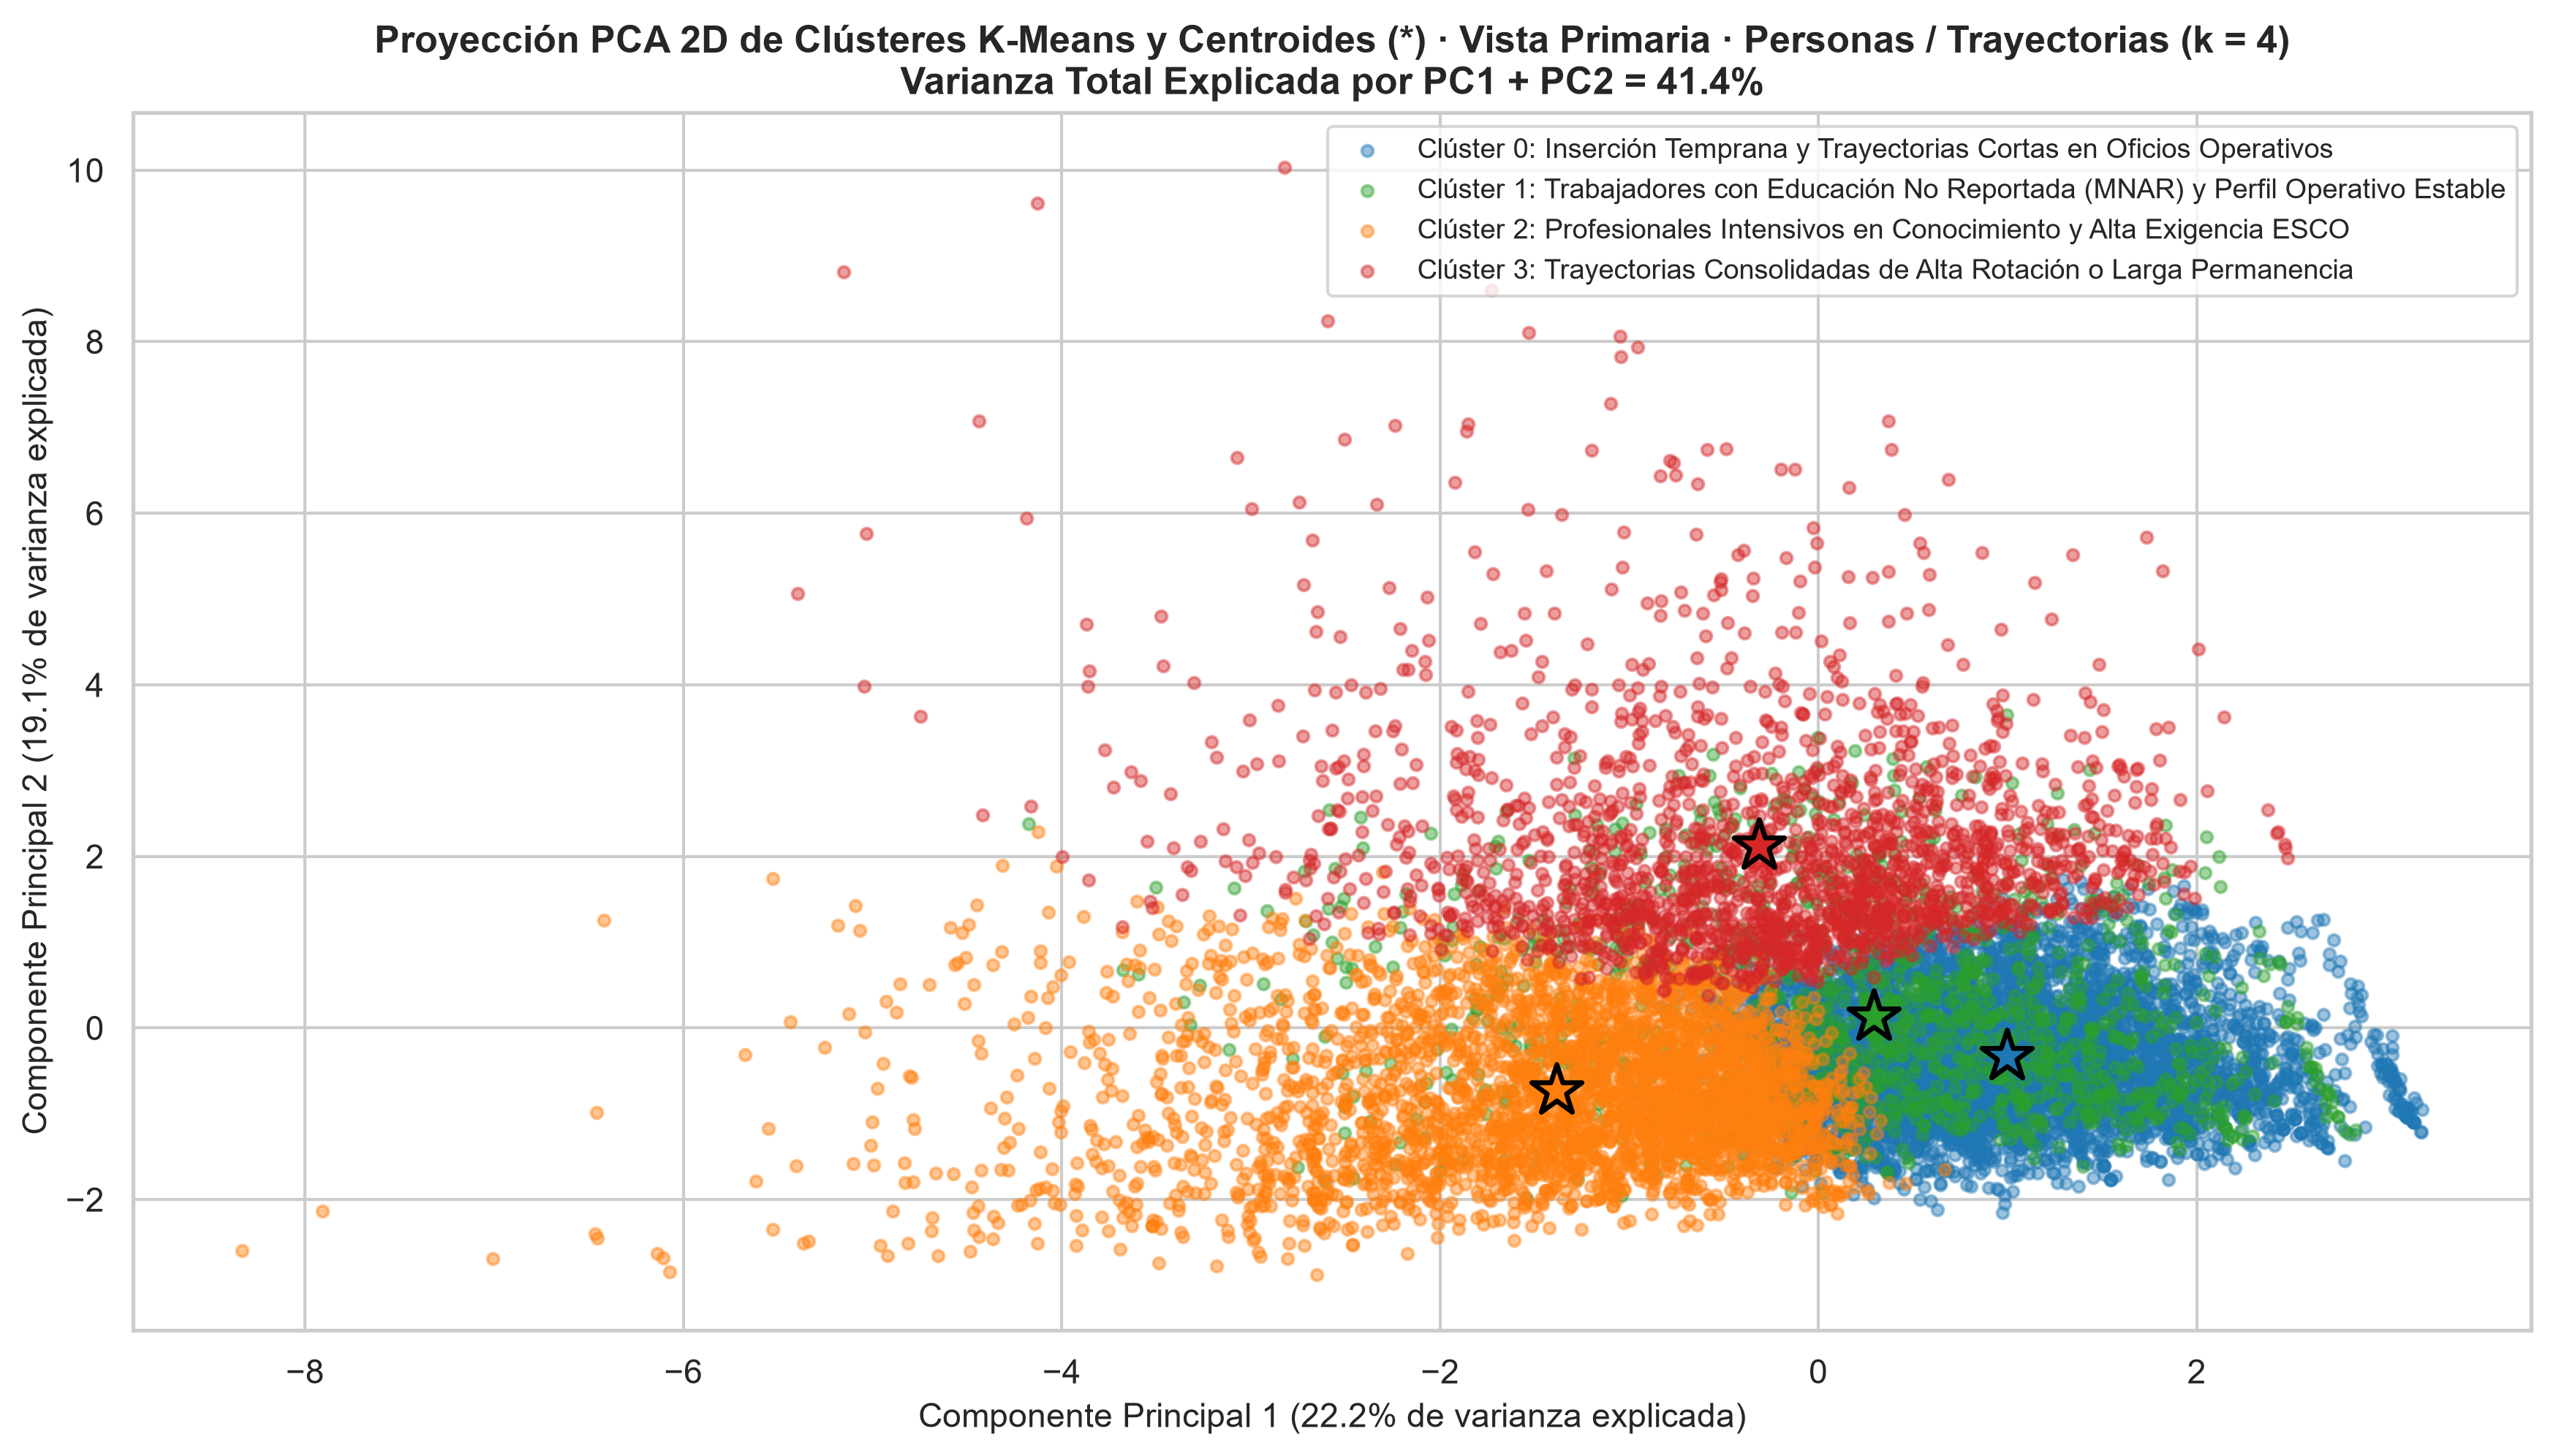 Proyección PCA 2D de Clústeres K-Means y Centroides (*) · Vista Primaria · Personas / Trayectorias (k = 4)
Varianza Total Explicada por PC1 + PC2 = 41.4%
Clúster 0: Inserción Temprana y Trayectorias Cortas en Oficios Operativos
Clúster 1: Trabajadores con Educación No Reportada (MNAR) y Perfil Operativo Estable
Clúster 2: Profesionales Intensivos en Conocimiento y Alta Exigencia ESCO
Clúster 3: Trayectorias Consolidadas de Alta Rotación o Larga Permanencia
Componente Principal 2 (19.1% de varianza explicada)
10
8
6
4
2
0
−2
−8
−6
−4
−2
0
2
Componente Principal 1 (22.2% de varianza explicada)